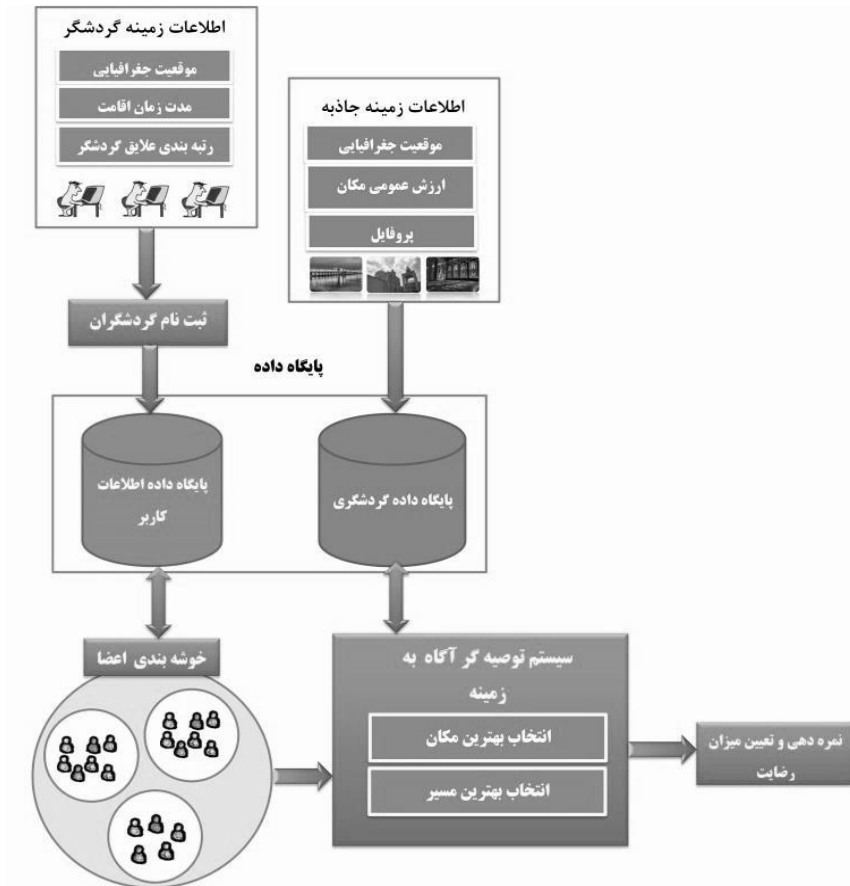 اطلاعات زمینه گردشگر
موقعیت جغرافیایی
مدت زمان اقامت
رتبه بندی علایق گردشگر
اطلاعات زمینه جاذبه
موقعیت جغرافیایی
ارزش عمومی مکان
پروفایل
ثبت نام گردشگران
پایگاه داده
پایگاه داده اطلاعات
کاربر
پایگاه داده گردشگری
خوشه بندی اعضا
سیستم توصیه گر آگاه به
زمینه
انتخاب بهترین مکان
انتخاب بهترین مسیر
نمره دهی و تعیین میزان
رضایت